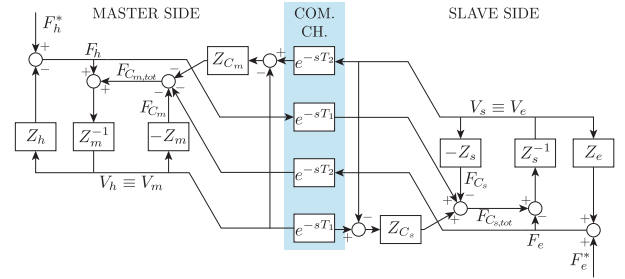 MASTER SIDE
COM. CH.
SLAVE SIDE
F_h^*
F_h
F_{C_m,tot}
F_{C_m}
Z_{C_m}
e^{-sT_2}
e^{-sT_1}
e^{-sT_2}
e^{-sT_1}
Z_h
Z_m^{-1}
-Z_m
V_h ≡ V_m
V_s ≡ V_e
-Z_s
Z_s^{-1}
Z_e
F_{C_s}
F_{C_s,tot}
Z_{C_s}
F_e
F_e^*